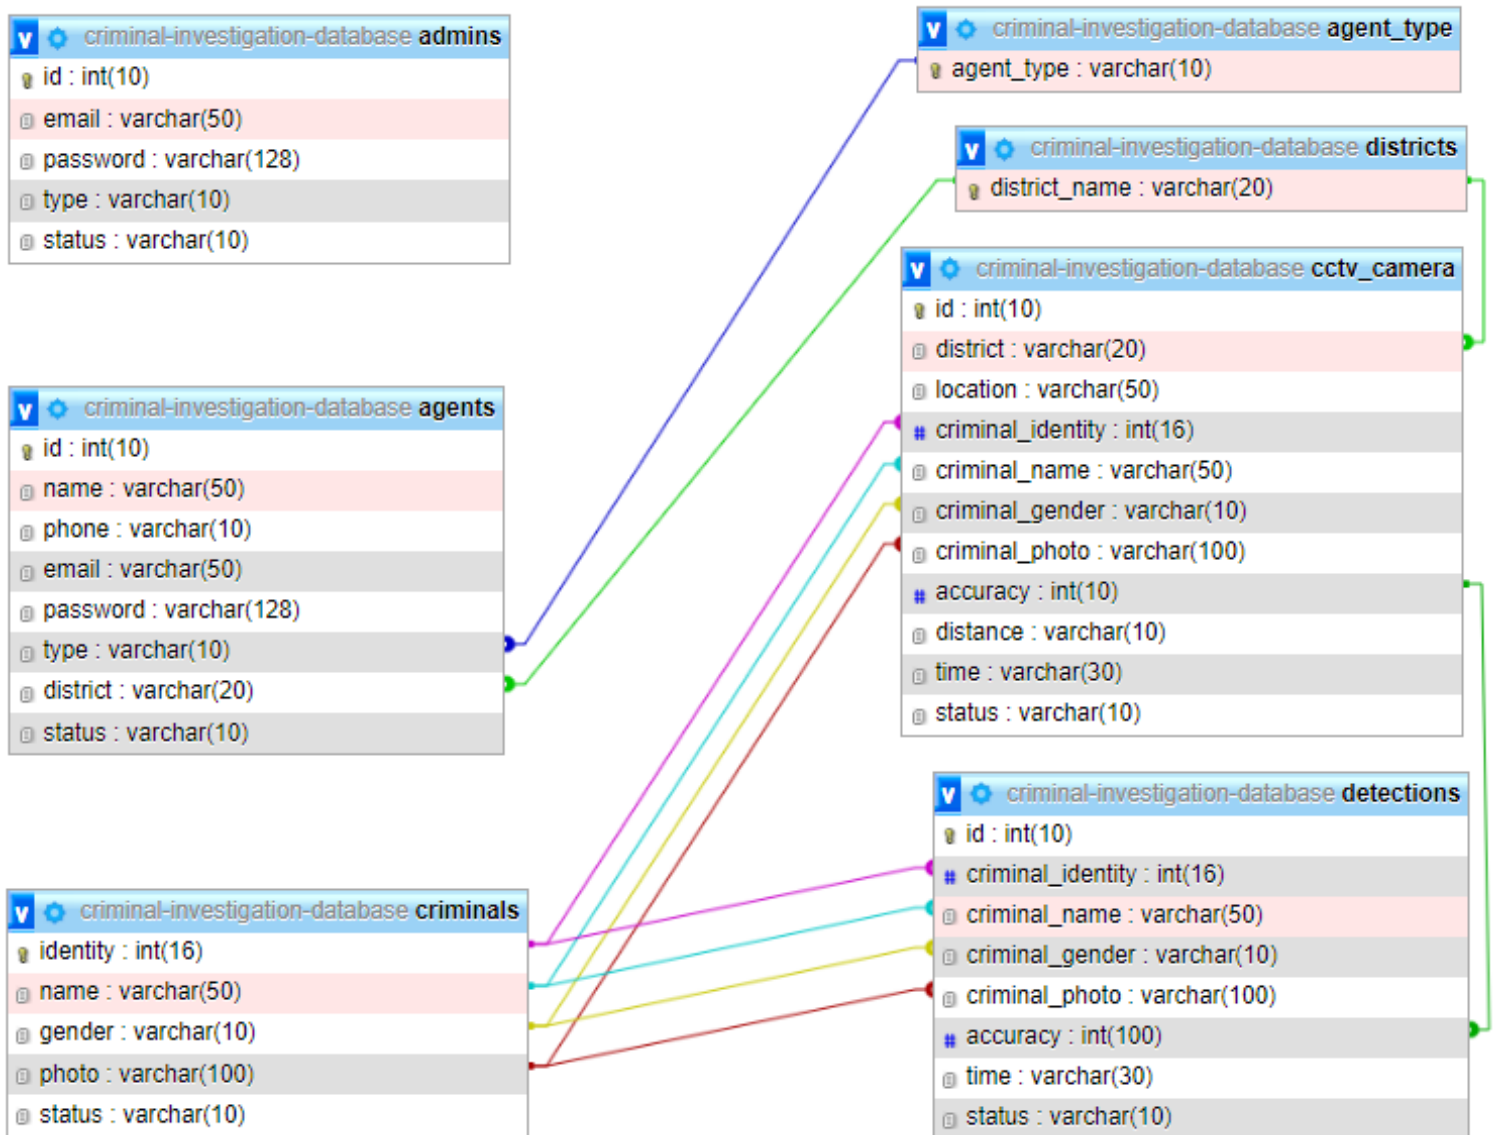 v criminal-investigation-database admins
id : int(10)
email : varchar(50)
password : varchar(128)
type : varchar(10)
status : varchar(10)
v criminal-investigation-database agents
id : int(10)
name : varchar(50)
phone : varchar(10)
email : varchar(50)
password : varchar(128)
type : varchar(10)
district : varchar(20)
status : varchar(10)
v criminal-investigation-database criminals
identity : int(16)
name : varchar(50)
gender : varchar(10)
photo : varchar(100)
status : varchar(10)
v criminal-investigation-database agent_type
agent_type : varchar(10)
v criminal-investigation-database districts
district_name : varchar(20)
v criminal-investigation-database cctv_camera
id : int(10)
district : varchar(20)
location : varchar(50)
# criminal_identity : int(16)
criminal_name : varchar(50)
criminal_gender : varchar(10)
criminal_photo : varchar(100)
# accuracy : int(10)
distance : varchar(10)
time : varchar(30)
status : varchar(10)
v criminal-investigation-database detections
id : int(10)
# criminal_identity : int(16)
criminal_name : varchar(50)
criminal_gender : varchar(10)
criminal_photo : varchar(100)
# accuracy : int(100)
time : varchar(30)
status : varchar(10)